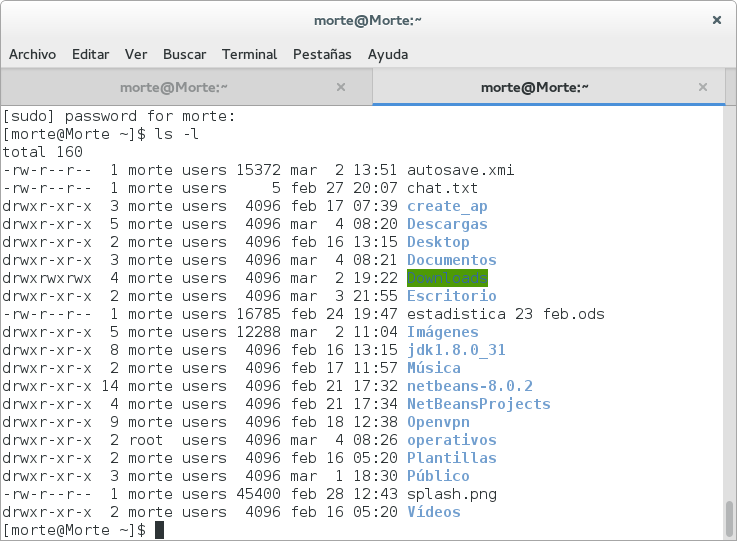 morte@Morte:~ ×
Archivo Editar Ver Buscar Terminal Pestañas Ayuda
morte@Morte:~ × morte@Morte:~ ×
[sudo] password for morte:
[morte@Morte ~]$ ls -l
total 160
-rw-r--r--  1 morte users 15372 mar  2 13:51 autosave.xmi
-rw-r--r--  1 morte users     5 feb 27 20:07 chat.txt
drwxr-xr-x  3 morte users  4096 feb 17 07:39 create_ap
drwxr-xr-x  5 morte users  4096 mar  4 08:20 Descargas
drwxr-xr-x  2 morte users  4096 feb 16 13:15 Desktop
drwxr-xr-x  3 morte users  4096 mar  4 08:21 Documentos
drwxrwxrwx  4 morte users  4096 mar  2 19:22 Downloads
drwxr-xr-x  2 morte users  4096 mar  3 21:55 Escritorio
-rw-r--r--  1 morte users 16785 feb 24 19:47 estadistica 23 feb.ods
drwxr-xr-x  5 morte users 12288 mar  2 11:04 Imágenes
drwxr-xr-x  8 morte users  4096 feb 16 13:15 jdk1.8.0_31
drwxr-xr-x  2 morte users  4096 feb 17 11:57 Música
drwxr-xr-x 14 morte users  4096 feb 21 17:32 netbeans-8.0.2
drwxr-xr-x  4 morte users  4096 feb 21 17:34 NetBeansProjects
drwxr-xr-x  9 morte users  4096 feb 18 12:38 Openvpn
drwxr-xr-x  2 root  users  4096 mar  4 08:26 operativos
drwxr-xr-x  2 morte users  4096 feb 16 05:20 Plantillas
drwxr-xr-x  3 morte users  4096 mar  1 18:30 Público
-rw-r--r--  1 morte users 45400 feb 28 12:43 splash.png
drwxr-xr-x  2 morte users  4096 feb 16 05:20 Vídeos
[morte@Morte ~]$